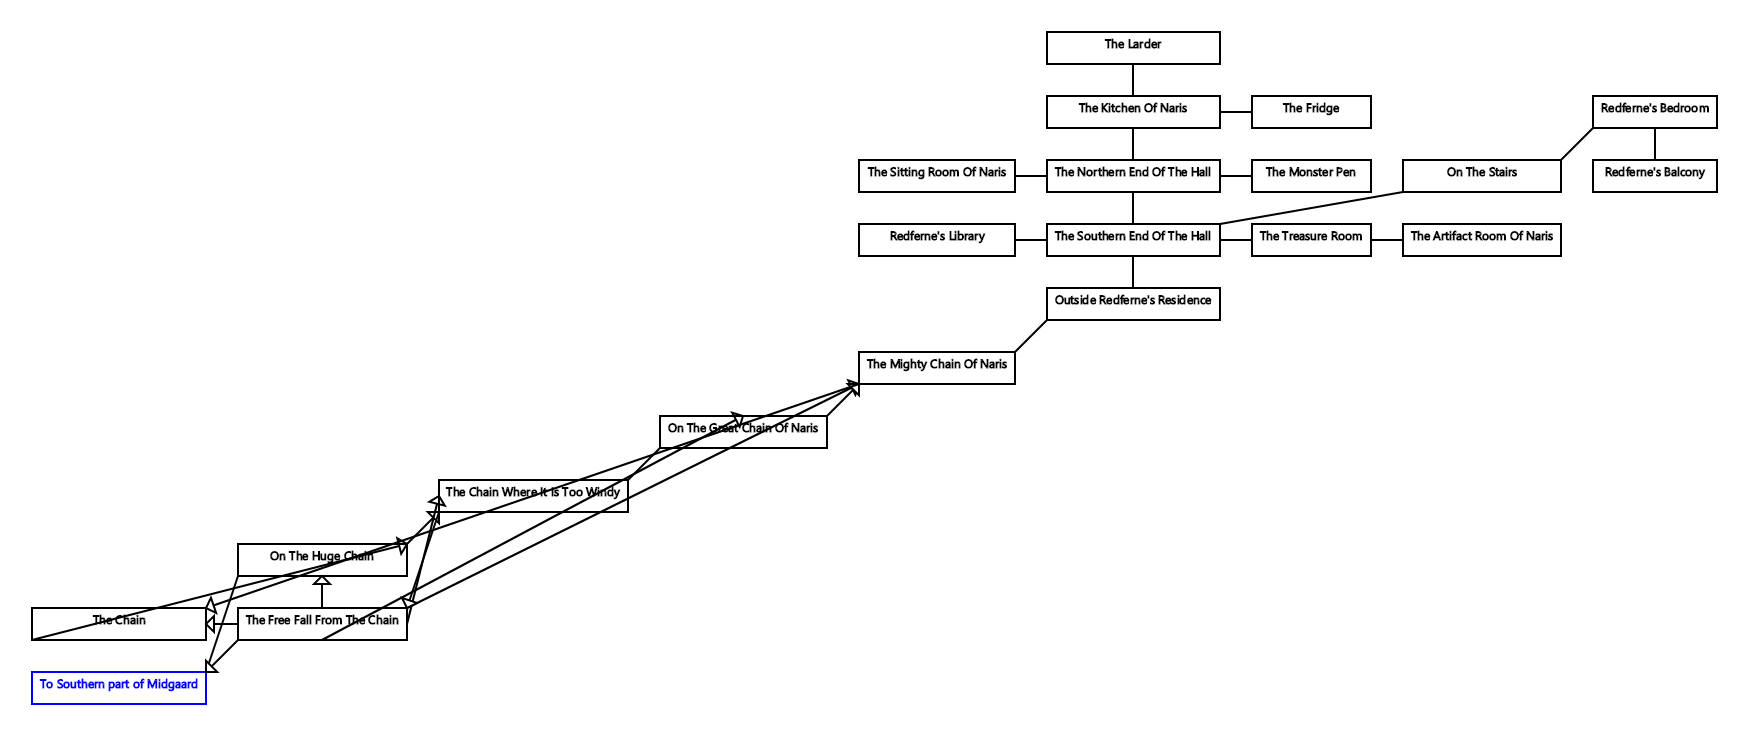 The Larder
The Kitchen Of Naris
The Fridge
Redferne's Bedroom
The Sitting Room Of Naris
The Northern End Of The Hall
The Monster Pen
On The Stairs
Redferne's Balcony
Redferne's Library
The Southern End Of The Hall
The Treasure Room
The Artifact Room Of Naris
Outside Redferne's Residence
The Mighty Chain Of Naris
On The Great Chain Of Naris
The Chain Where It Is Too Windy
On The Huge Chain
The Chain
The Free Fall From The Chain
To Southern part of Midgaard